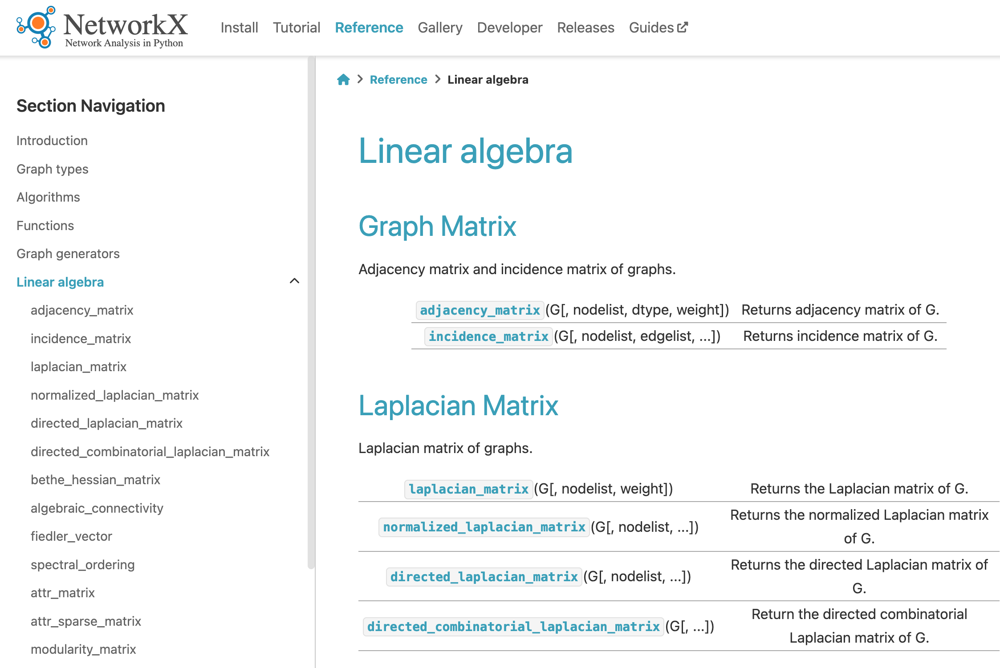 NetworkX
Network Analysis in Python
Install Tutorial Reference Gallery Developer Releases Guides
Section Navigation
Introduction
Graph types
Algorithms
Functions
Graph generators
Linear algebra
adjacency_matrix
incidence_matrix
laplacian_matrix
normalized_laplacian_matrix
directed_laplacian_matrix
directed_combinatorial_laplacian_matrix
bethe_hessian_matrix
algebraic_connectivity
fiedler_vector
spectral_ordering
attr_matrix
attr_sparse_matrix
modularity_matrix
Reference > Linear algebra
Linear algebra
Graph Matrix
Adjacency matrix and incidence matrix of graphs.
adjacency_matrix(G[, nodelist, dtype, weight]) Returns adjacency matrix of G.
incidence_matrix(G[, nodelist, edgelist, ...]) Returns incidence matrix of G.
Laplacian Matrix
Laplacian matrix of graphs.
laplacian_matrix(G[, nodelist, weight]) Returns the Laplacian matrix of G.
normalized_laplacian_matrix(G[, nodelist, ...]) Returns the normalized Laplacian matrix
of G.
directed_laplacian_matrix(G[, nodelist, ...]) Returns the directed Laplacian matrix of
G.
directed_combinatorial_laplacian_matrix(G[, ...]) Return the directed combinatorial
Laplacian matrix of G.